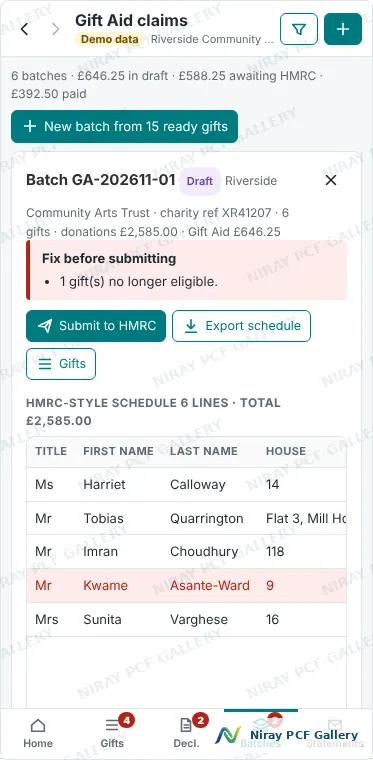 Gift Aid claims
Demo data Riverside Community ...
6 batches · £646.25 in draft · £588.25 awaiting HMRC ·
£392.50 paid
New batch from 15 ready gifts
Batch GA-202611-01 Draft Riverside
Community Arts Trust · charity ref XR41207 · 6
gifts · donations £2,585.00 · Gift Aid £646.25
Fix before submitting
• 1 gift(s) no longer eligible.
Submit to HMRC Export schedule
Gifts
HMRC-STYLE SCHEDULE 6 LINES · TOTAL
£2,585.00
TITLE FIRST NAME LAST NAME HOUSE
Ms Harriet Calloway 14
Mr Tobias Quarrington Flat 3, Mill Ho
Mr Imran Choudhury 118
Mr Kwame Asante-Ward 9
Mrs Sunita Varghese 16
4 2
Home Gifts Decl. Batches Statements
Niray PCF Gallery
NIRAY PCF GALLERY